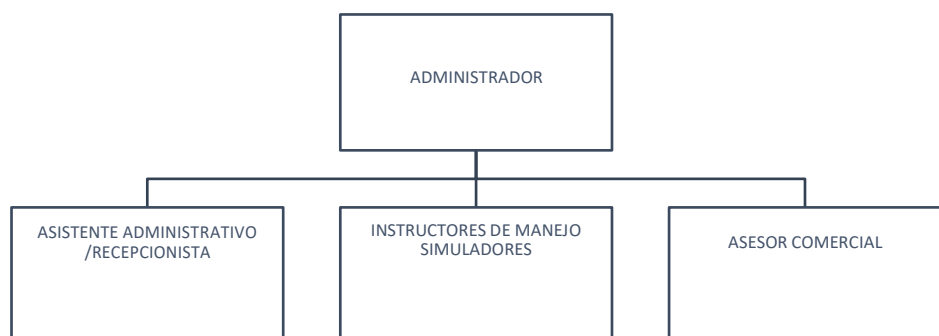 ADMINISTRADOR
ASISTENTE ADMINISTRATIVO
/RECEPCIONISTA
INSTRUCTORES DE MANEJO
SIMULADORES
ASESOR COMERCIAL